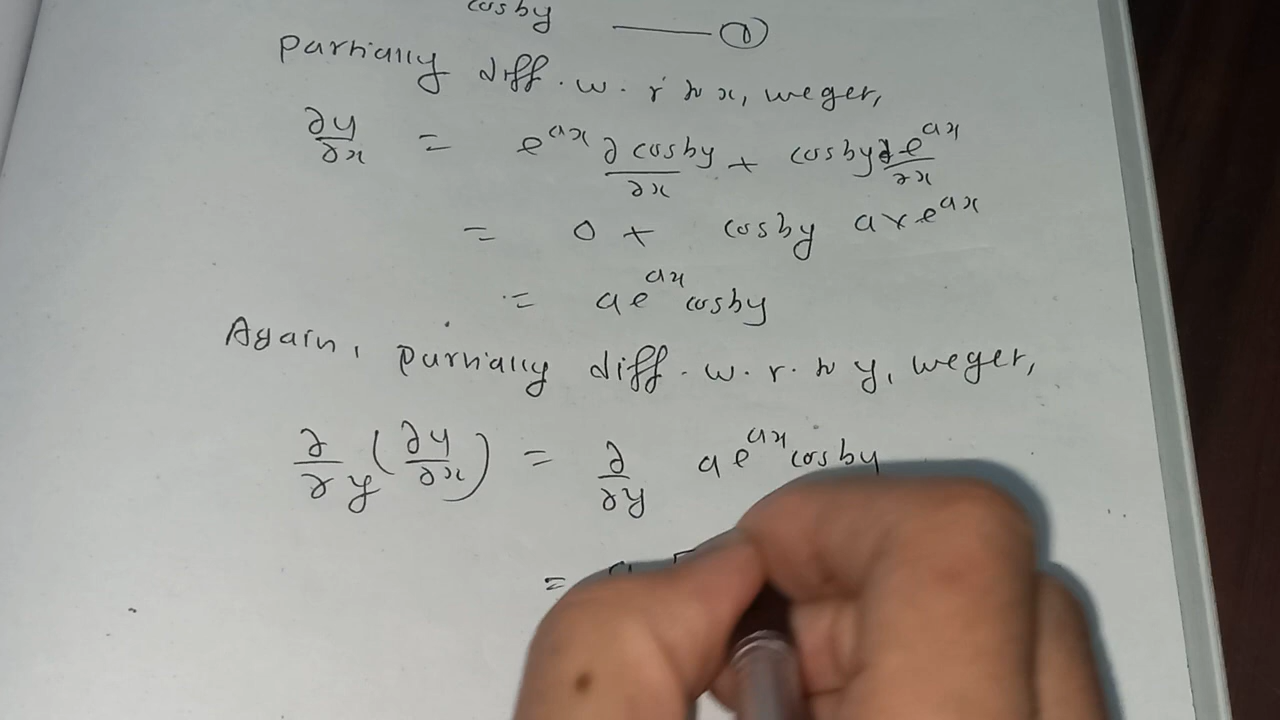 cosby —— ①
Partially diff. w. r to x, we get,
∂u/∂x = e^ax ∂ cosby/∂x + cosby ∂e^ax/∂x
= 0 + cosby a×e^ax
= ae^ax cosby
Again, partially diff. w. r. to y, we get,
∂/∂y (∂u/∂x) = ∂/∂y ae^ax cosby
= a [